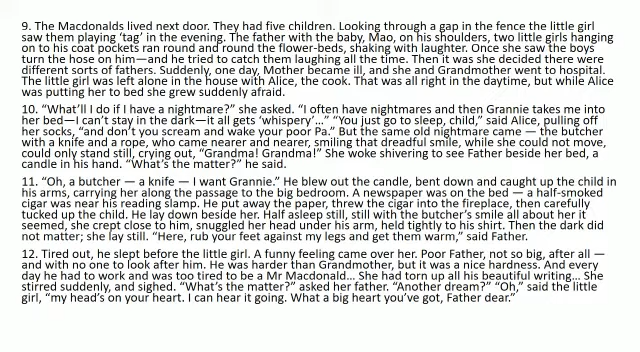 9. The Macdonalds lived next door. They had five children. Looking through a gap in the fence the little girl
saw them playing ‘tag’ in the evening. The father with the baby, Mao, on his shoulders, two little girls hanging
on to his coat pockets ran round and round the flower-beds, shaking with laughter. Once she saw the boys
turn the hose on him—and he tried to catch them laughing all the time. Then it was she decided there were
different sorts of fathers. Suddenly, one day, Mother became ill, and she and Grandmother went to hospital.
The little girl was left alone in the house with Alice, the cook. That was all right in the daytime, but while Alice
was putting her to bed she grew suddenly afraid.
10. “What’ll I do if I have a nightmare?” she asked. “I often have nightmares and then Grannie takes me into
her bed—I can’t stay in the dark—it all gets ‘whispery’...” “You just go to sleep, child,” said Alice, pulling off
her socks, “and don’t you scream and wake your poor Pa.” But the same old nightmare came — the butcher
with a knife and a rope, who came nearer and nearer, smiling that dreadful smile, while she could not move,
could only stand still, crying out, “Grandma! Grandma!” She woke shivering to see Father beside her bed, a
candle in his hand. “What’s the matter?” he said.
11. “Oh, a butcher — a knife — I want Grannie.” He blew out the candle, bent down and caught up the child in
his arms, carrying her along the passage to the big bedroom. A newspaper was on the bed — a half-smoked
cigar was near his reading slamp. He put away the paper, threw the cigar into the fireplace, then carefully
tucked up the child. He lay down beside her. Half asleep still, still with the butcher’s smile all about her it
seemed, she crept close to him, snuggled her head under his arm, held tightly to his shirt. Then the dark did
not matter; she lay still. “Here, rub your feet against my legs and get them warm,” said Father.
12. Tired out, he slept before the little girl. A funny feeling came over her. Poor Father, not so big, after all —
and with no one to look after him. He was harder than Grandmother, but it was a nice hardness. And every
day he had to work and was too tired to be a Mr Macdonald... She had torn up all his beautiful writing... She
stirred suddenly, and sighed. “What’s the matter?” asked her father. “Another dream?” “Oh,” said the little
girl, “my head’s on your heart. I can hear it going. What a big heart you’ve got, Father dear.”